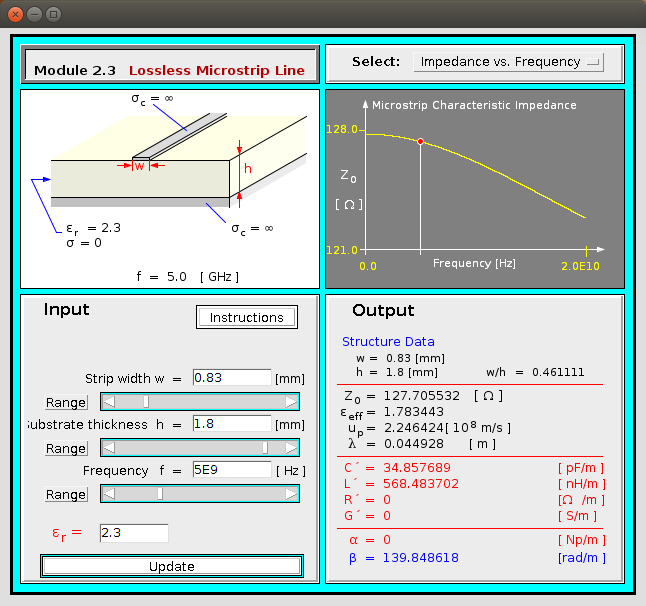 Module 2.3 Lossless Microstrip Line
Select: Impedance vs. Frequency
σc = ∞
w
h
εr = 2.3
σ = 0
σc = ∞
f = 5.0 [ GHz ]
Microstrip Characteristic Impedance
128.0
Z0
[ Ω ]
121.0
0.0
Frequency [Hz]
2.0E10
Input
Instructions
Strip width w = 0.83 [mm]
Range
Substrate thickness h = 1.8 [mm]
Range
Frequency f = 5E9 [ Hz ]
Range
εr = 2.3
Update
Output
Structure Data
w = 0.83 [mm]
h = 1.8 [mm] w/h = 0.461111
Z0 = 127.705532 [ Ω ]
εeff = 1.783443
up = 2.246424[ 10⁸ m/s ]
λ = 0.044928 [ m ]
C´ = 34.857689 [ pF/m ]
L´ = 568.483702 [ nH/m ]
R´ = 0 [Ω /m ]
G´ = 0 [ S/m ]
α = 0 [ Np/m ]
β = 139.848618 [rad/m ]